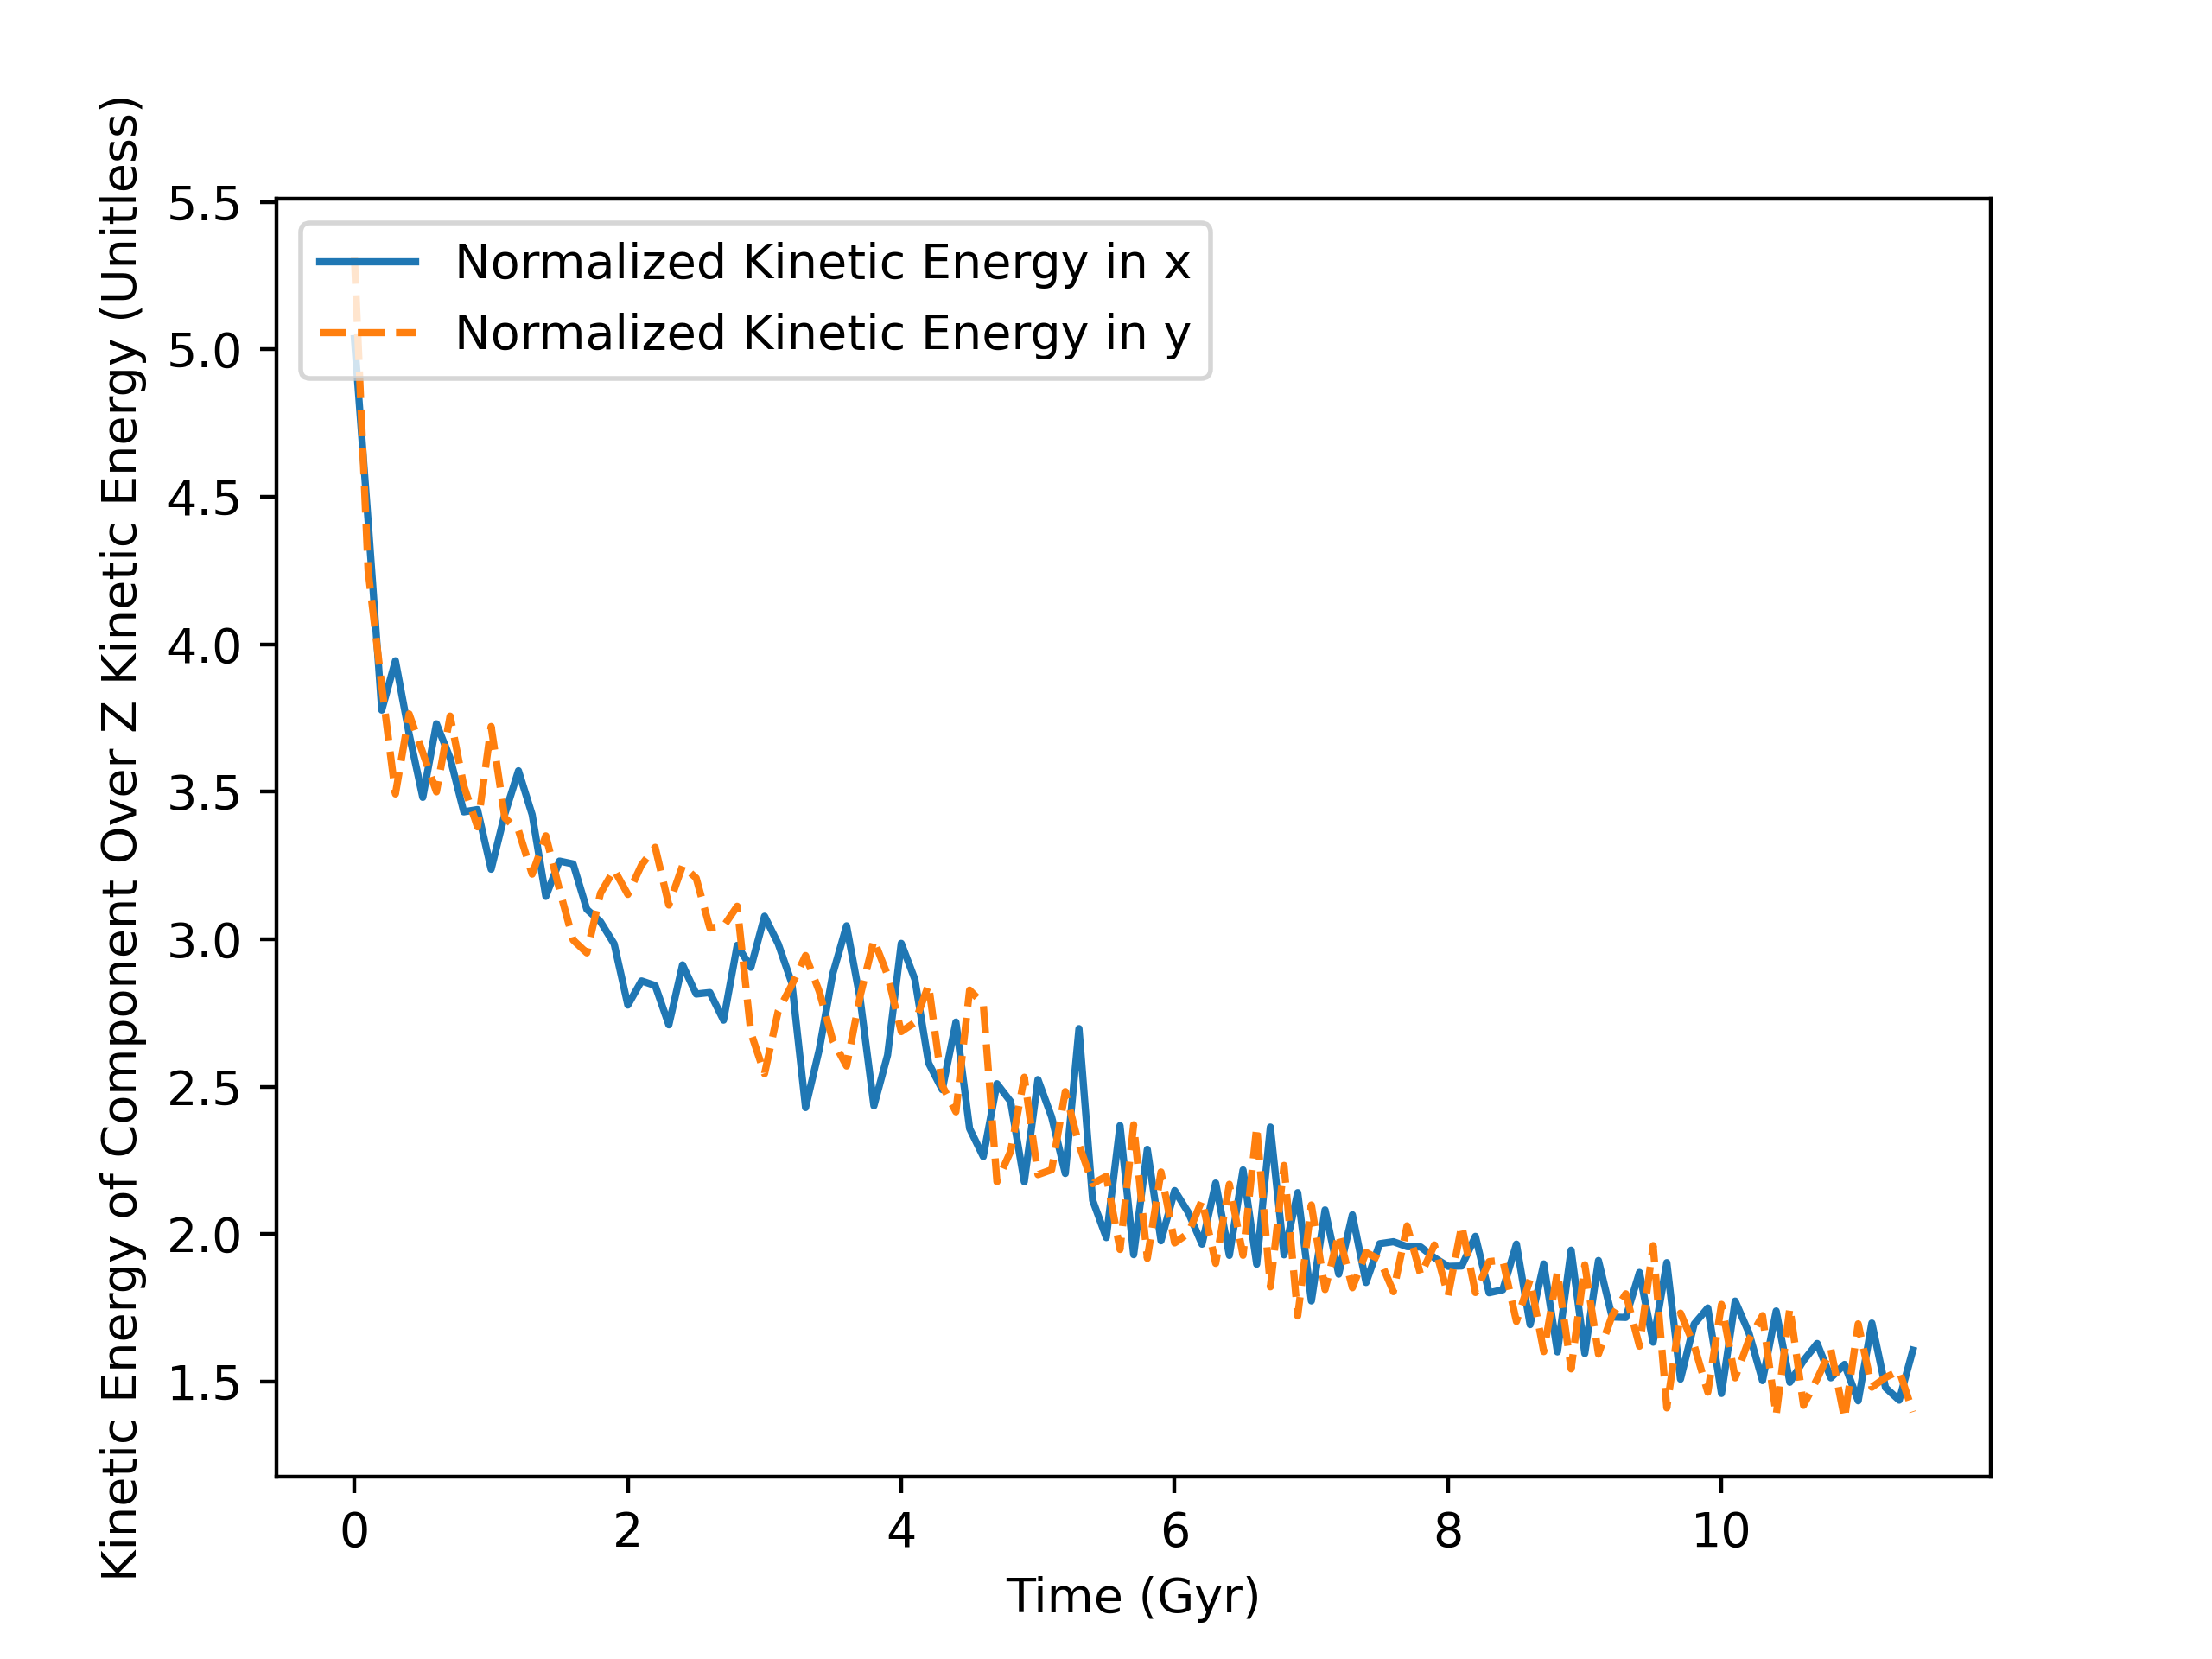 Kinetic Energy of Component Over Z Kinetic Energy (Unitless)
5.5
5.0
4.5
4.0
3.5
3.0
2.5
2.0
1.5
Normalized Kinetic Energy in x
Normalized Kinetic Energy in y
0 2 4 6 8 10
Time (Gyr)